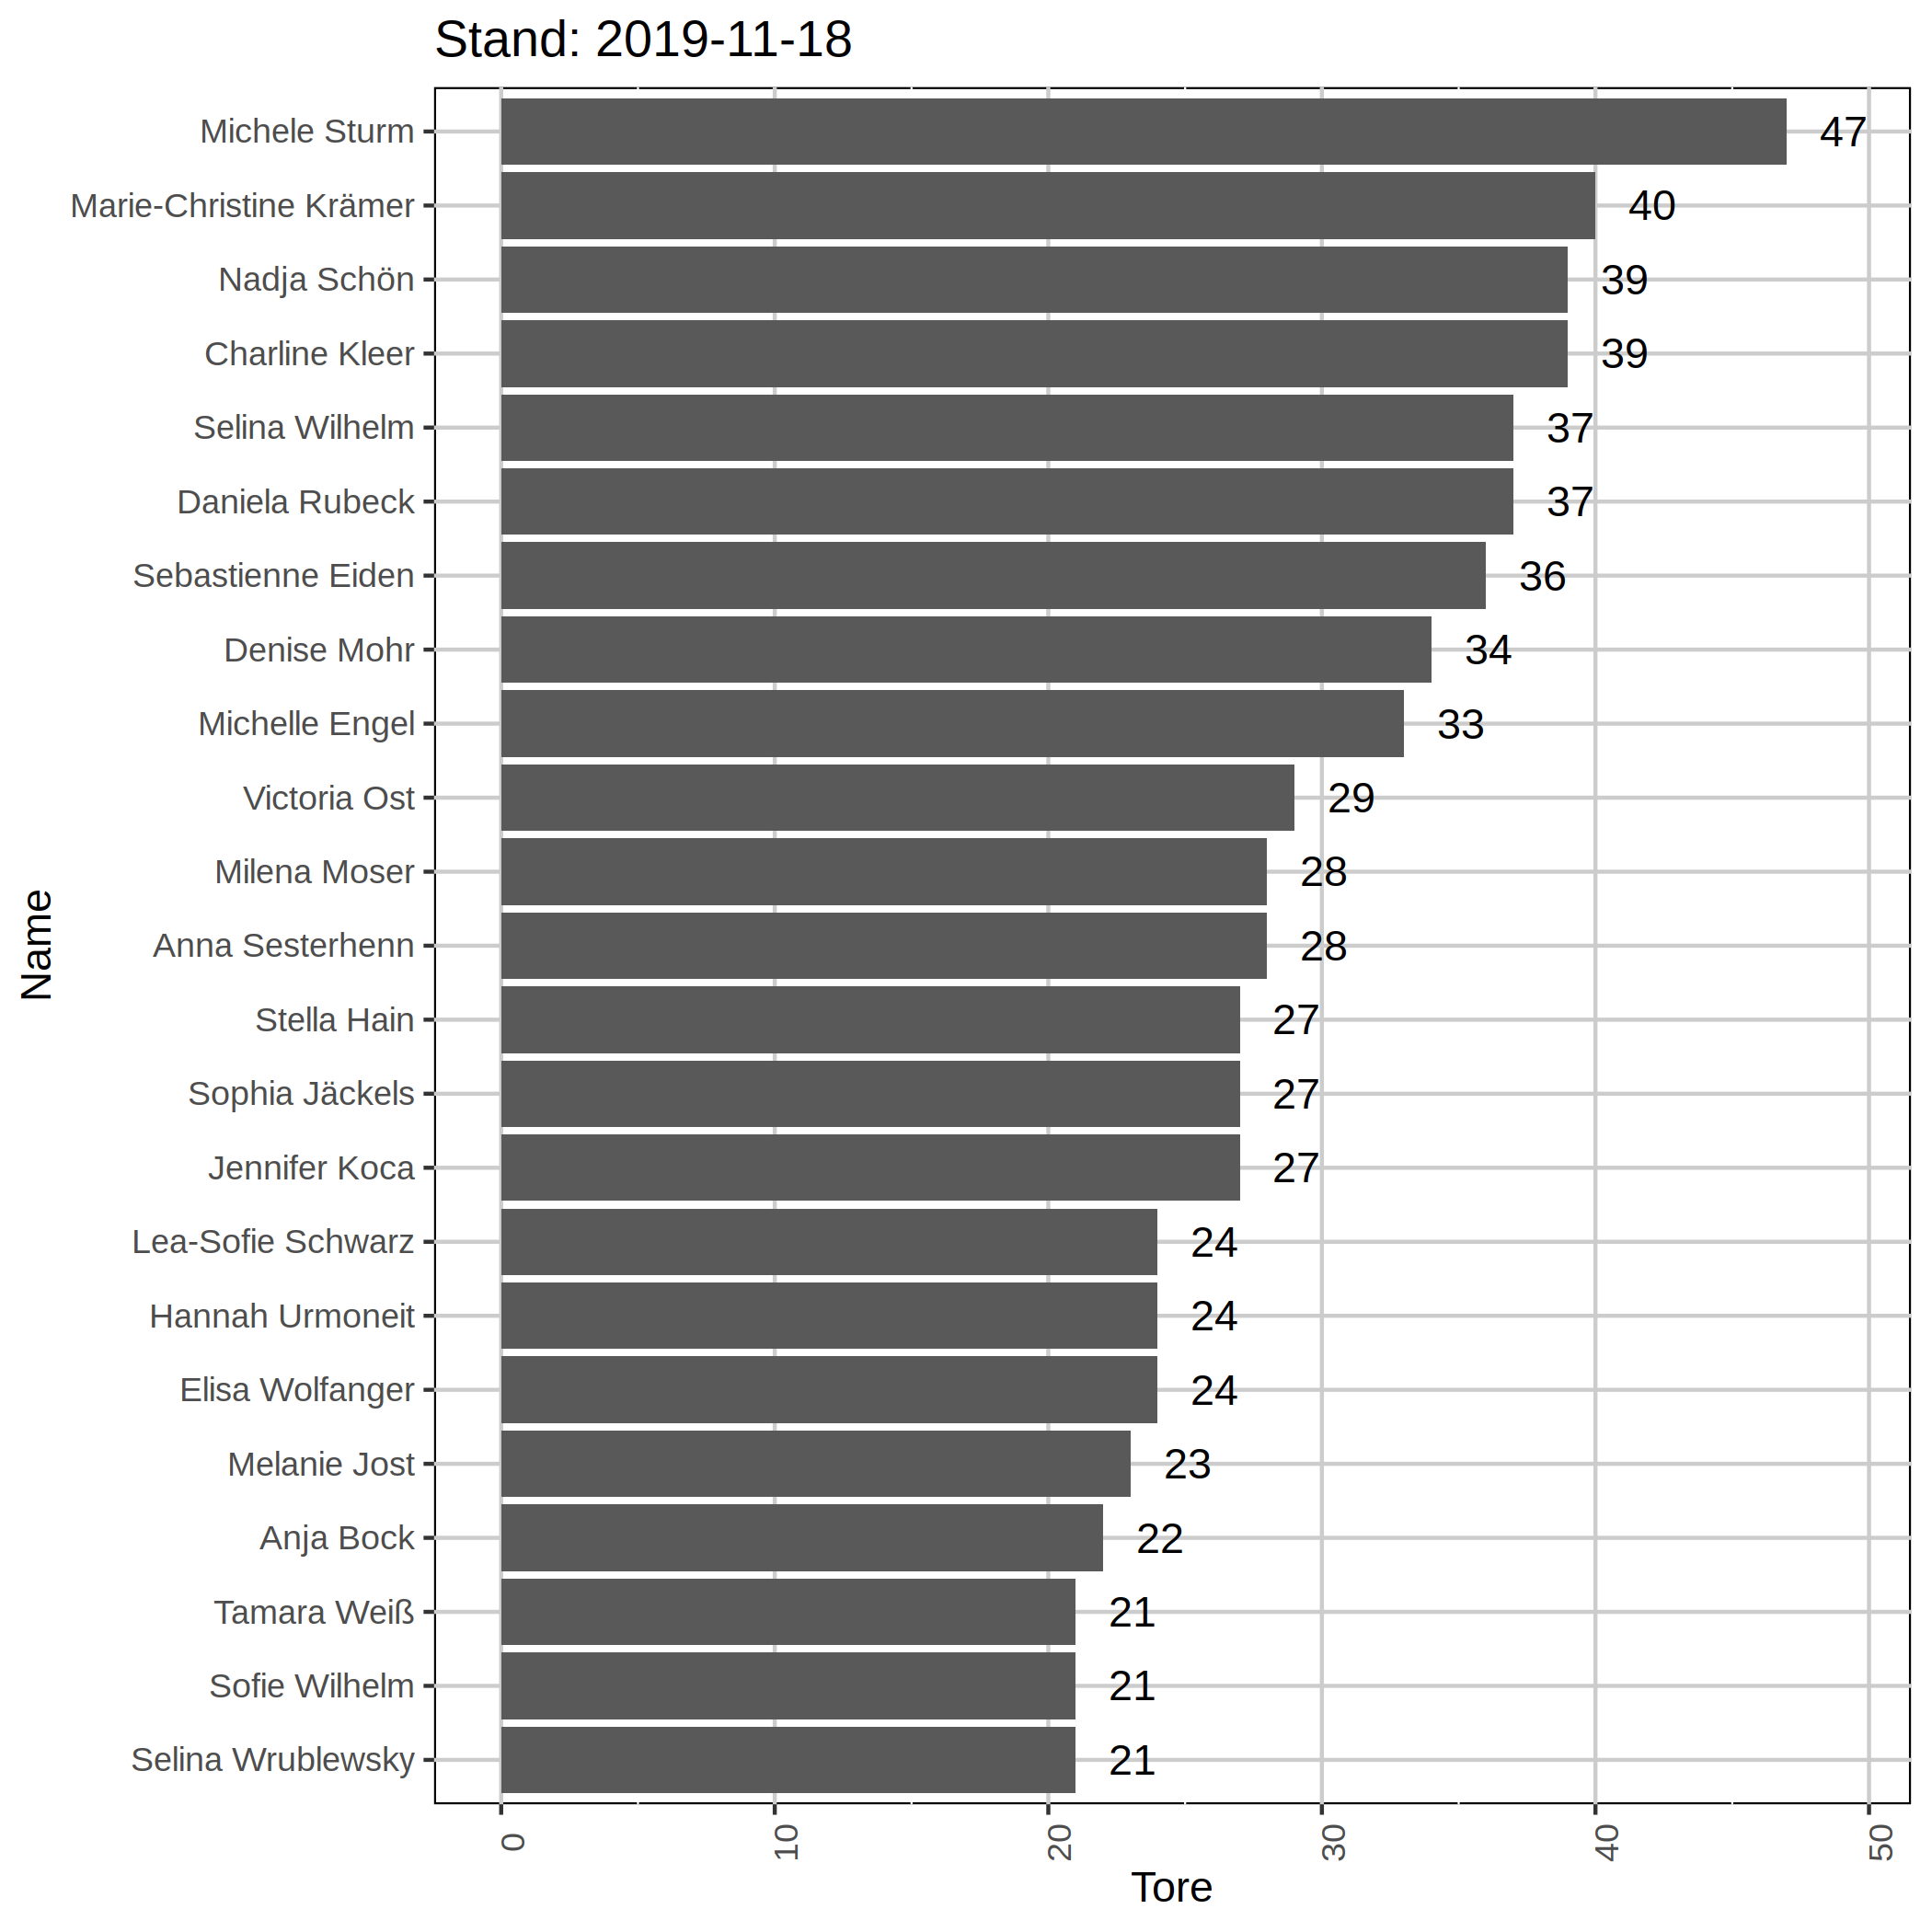 Stand: 2019-11-18
Michele Sturm 47
Marie-Christine Krämer 40
Nadja Schön 39
Charline Kleer 39
Selina Wilhelm 37
Daniela Rubeck 37
Sebastienne Eiden 36
Denise Mohr 34
Michelle Engel 33
Victoria Ost 29
Milena Moser 28
Anna Sesterhenn 28
Stella Hain 27
Sophia Jäckels 27
Jennifer Koca 27
Lea-Sofie Schwarz 24
Hannah Urmoneit 24
Elisa Wolfanger 24
Melanie Jost 23
Anja Bock 22
Tamara Weiß 21
Sofie Wilhelm 21
Selina Wrublewsky 21
Name
0 10 20 30 40 50
Tore